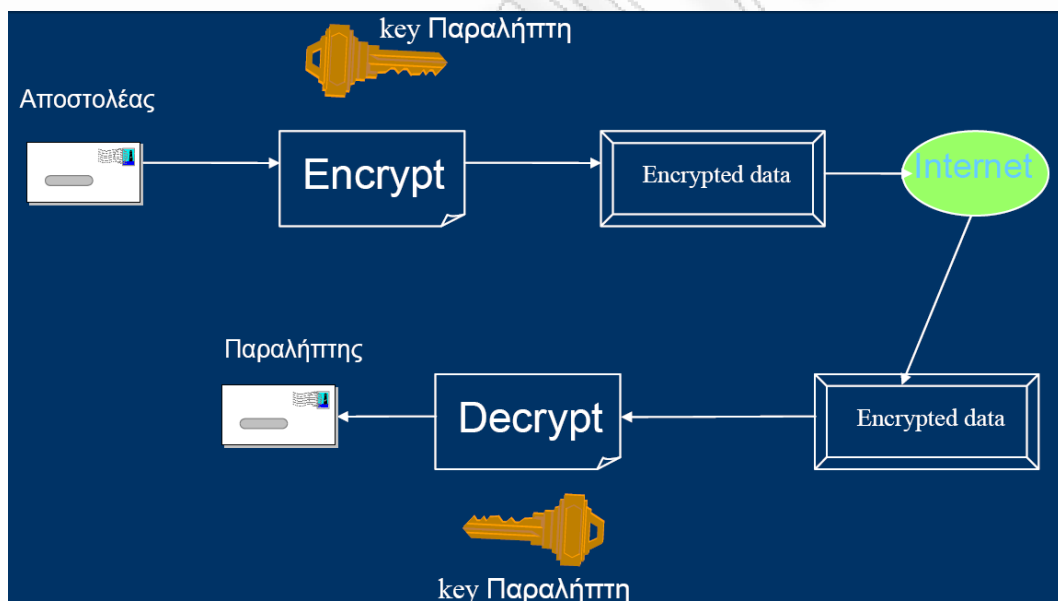 key Παραλήπτη
Αποστολέας
Encrypt
Encrypted data
Internet
Παραλήπτης
Decrypt
Encrypted data
key Παραλήπτη